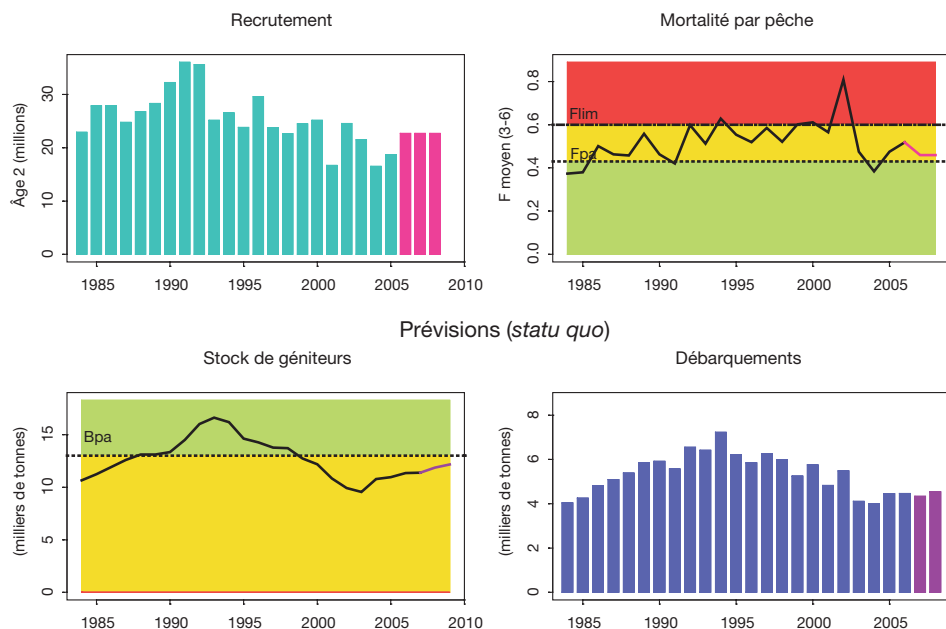 Recrutement
Âge 2 (millions)
0 10 20 30
1985 1990 1995 2000 2005 2010
Mortalité par pêche
F moyen (3–6)
0.0 0.2 0.4 0.6 0.8
Flim
Fpa
1985 1990 1995 2000 2005
Prévisions (statu quo)
Stock de géniteurs
(milliers de tonnes)
0 5 10 15
Bpa
1985 1990 1995 2000 2005 2010
Débarquements
(milliers de tonnes)
0 2 4 6 8
1985 1990 1995 2000 2005